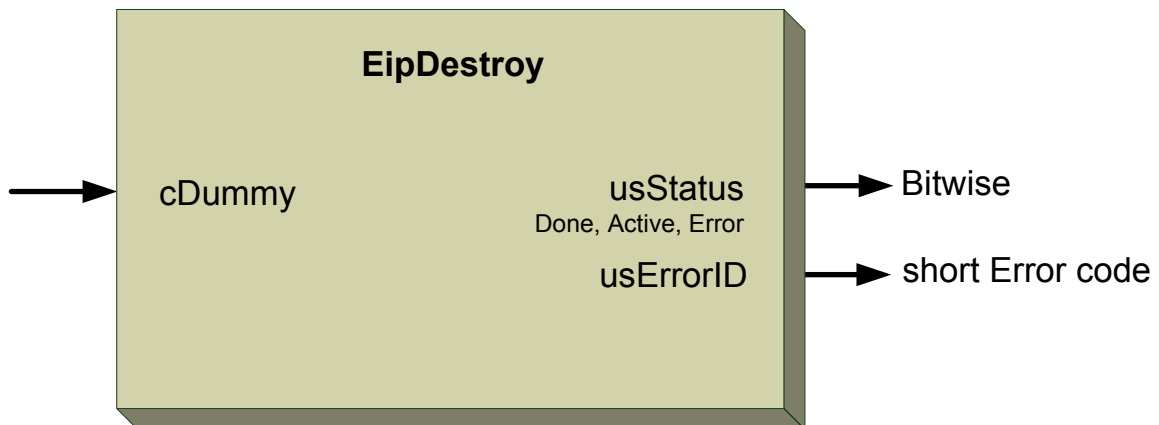 EipDestroy
cDummy
usStatus
Bitwise
Done, Active, Error
usErrorID
short Error code